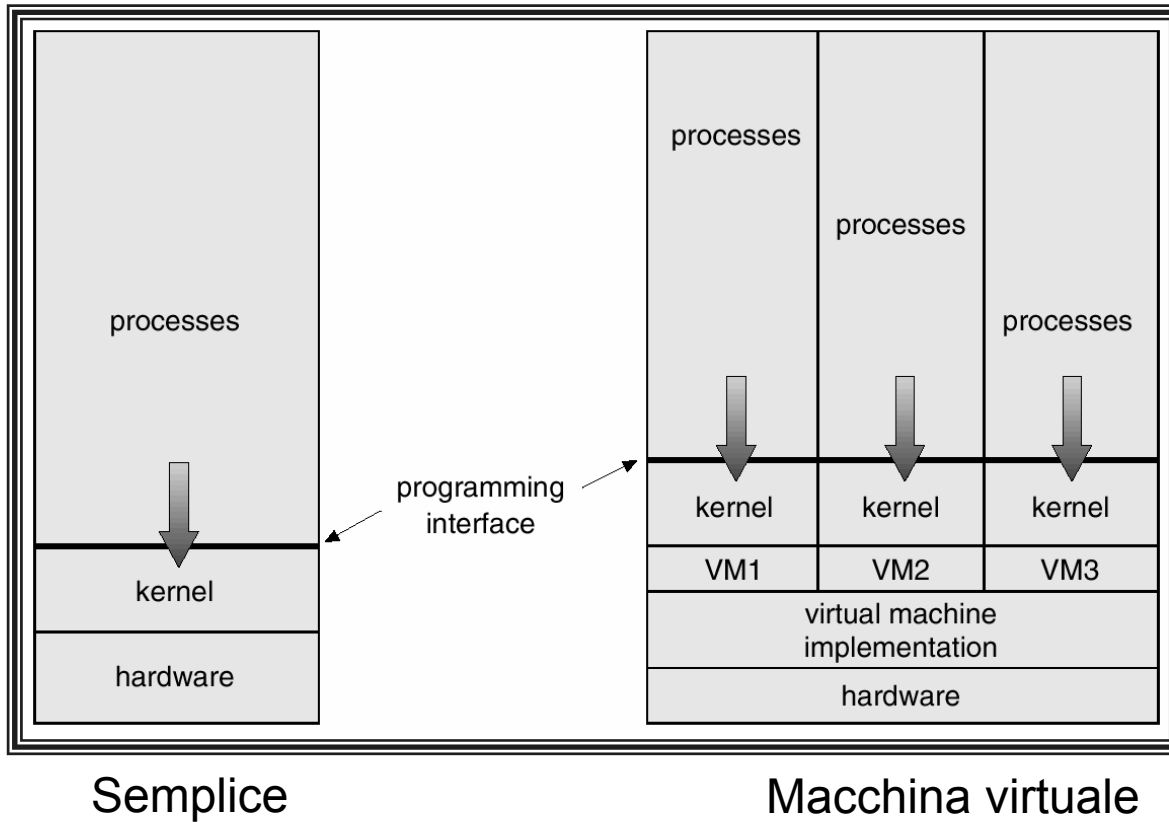 processes
kernel
hardware
programming
interface
processes
processes
processes
kernel
kernel
kernel
VM1
VM2
VM3
virtual machine
implementation
hardware
Semplice
Macchina virtuale